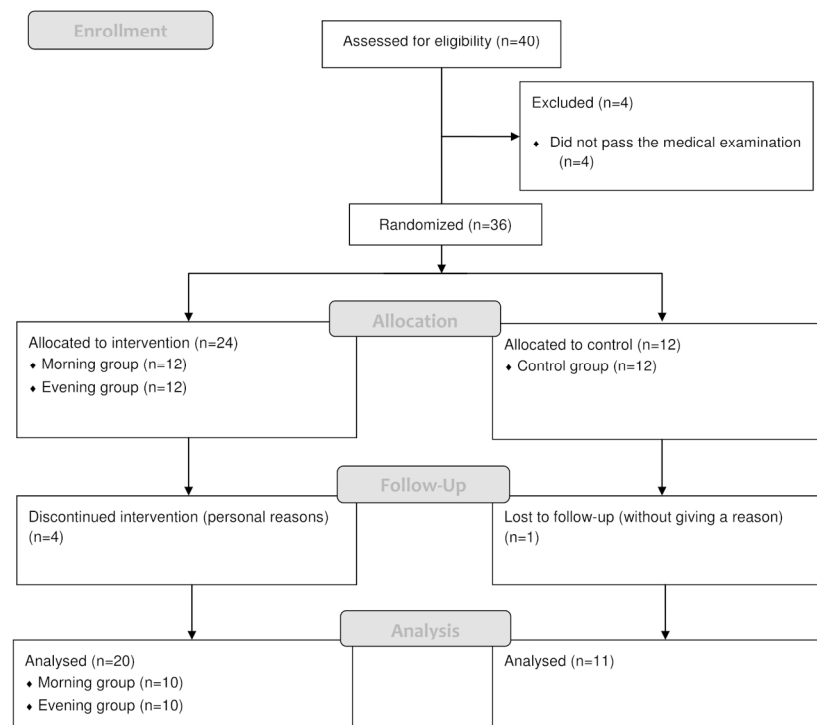 Enrollment
Assessed for eligibility (n=40)
Excluded (n=4)
⬩ Did not pass the medical examination
(n=4)
Randomized (n=36)
Allocation
Allocated to intervention (n=24)
⬩ Morning group (n=12)
⬩ Evening group (n=12)
Allocated to control (n=12)
⬩ Control group (n=12)
Follow-Up
Discontinued intervention (personal reasons)
(n=4)
Lost to follow-up (without giving a reason)
(n=1)
Analysis
Analysed (n=20)
⬩ Morning group (n=10)
⬩ Evening group (n=10)
Analysed (n=11)